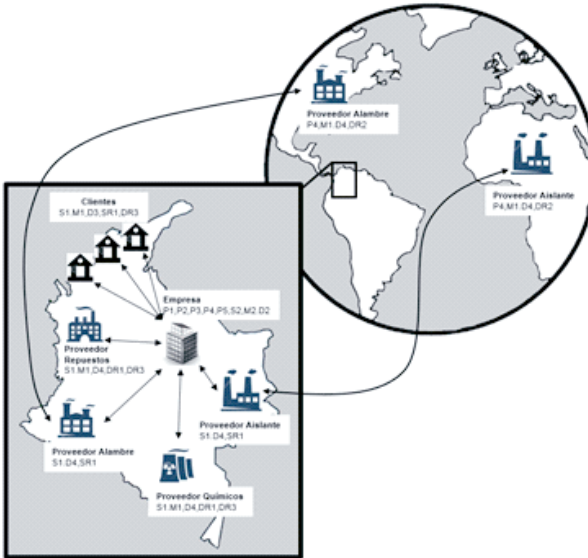 Proveedor Alambre
P4,M1.D4,DR2
Proveedor Aislante
P4,M1,D4,DR2
Clientes
S1.M1,D3,SR1,DR3
Empresa
P1,P2,P3,P4,P5,S2,M2.D2
Proveedor
Repuestos
S1.M1,D4,DR1,DR3
Proveedor Aislante
S1.D4,SR1
Proveedor Alambre
S1.D4,SR1
Proveedor Químicos
S1.M1,D4,DR1,DR3